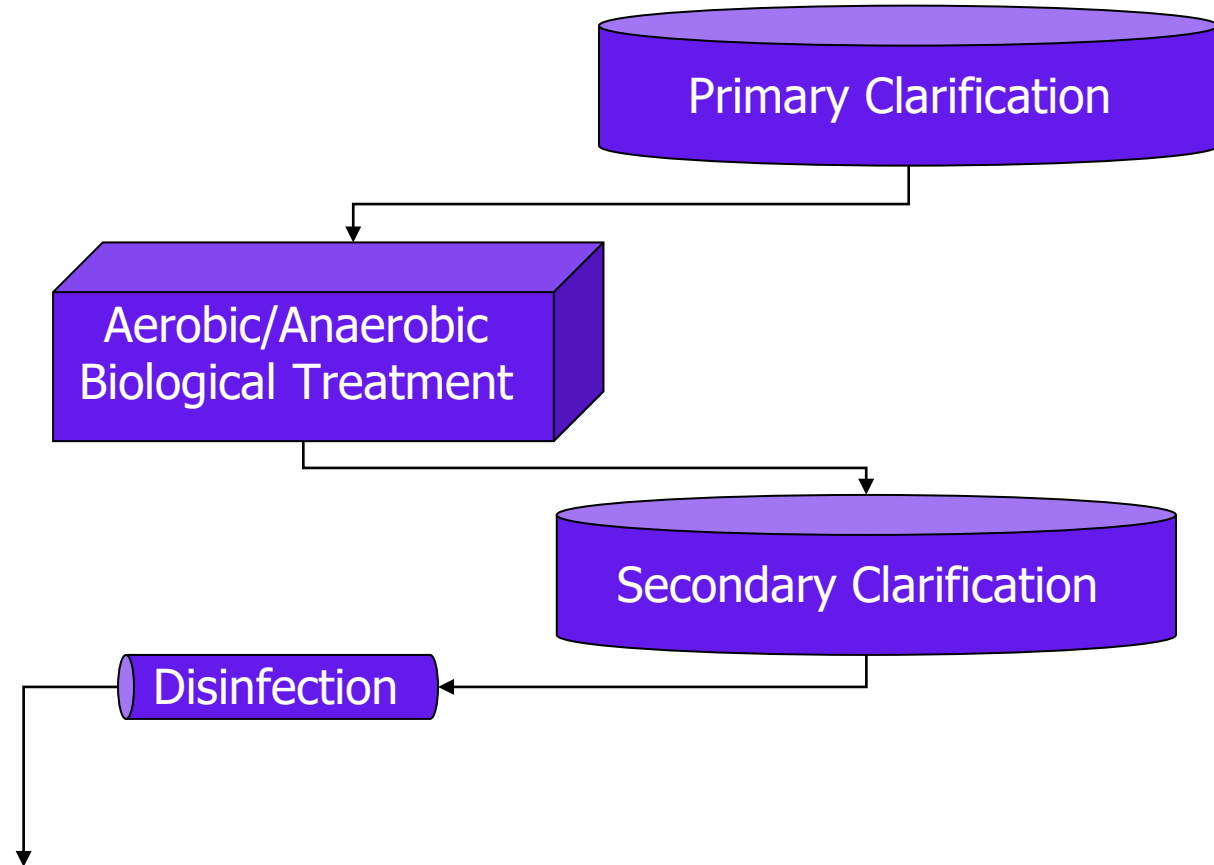 Primary Clarification
Aerobic/Anaerobic
Biological Treatment
Secondary Clarification
Disinfection